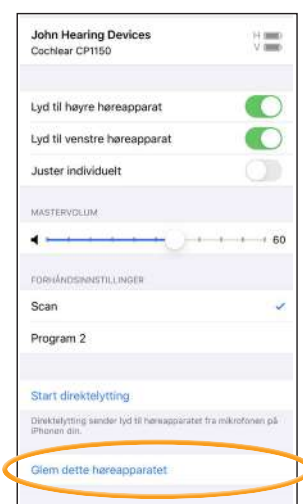 John Hearing Devices
H
Cochlear CP1150
V
Lyd til høyre høreapparat
Lyd til venstre høreapparat
Juster individuelt
MASTERVOLUM
60
FORHÅNDSINNSTILLINGER
Scan
Program 2
Start direktelytting
Direktelytting sender lyd til høreapparatet fra mikrofonen på
iPhonen din.
Glem dette høreapparatet